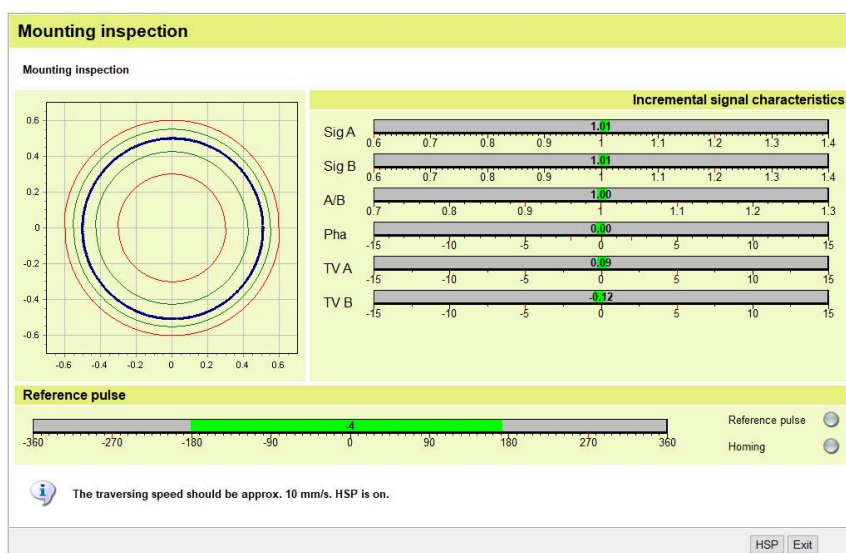 Mounting inspection
Mounting inspection
Incremental signal characteristics
0.6
0.4
0.2
0
-0.2
-0.4
-0.6
-0.6 -0.4 -0.2 0 0.2 0.4 0.6
Sig A 1.01
0.6 0.7 0.8 0.9 1 1.1 1.2 1.3 1.4
Sig B 1.01
0.6 0.7 0.8 0.9 1 1.1 1.2 1.3 1.4
A/B 1.00
0.7 0.8 0.9 1 1.1 1.2 1.3
Pha 0.00
-15 -10 -5 0 5 10 15
TV A 0.09
-15 -10 -5 0 5 10 15
TV B -0.12
-15 -10 -5 0 5 10 15
Reference pulse
-4
-360 -270 -180 -90 0 90 180 270 360
Reference pulse
Homing
The traversing speed should be approx. 10 mm/s. HSP is on.
HSP Exit